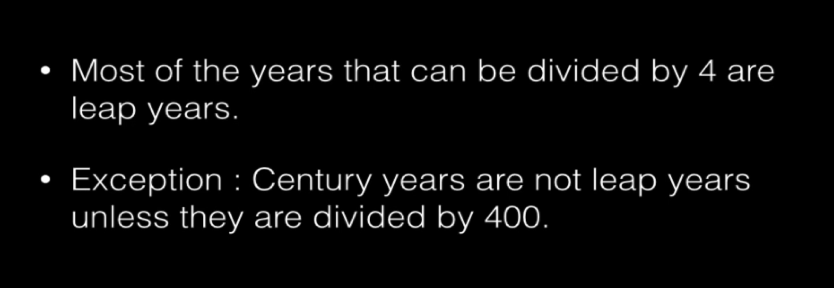 • Most of the years that can be divided by 4 are
leap years.
• Exception : Century years are not leap years
unless they are divided by 400.